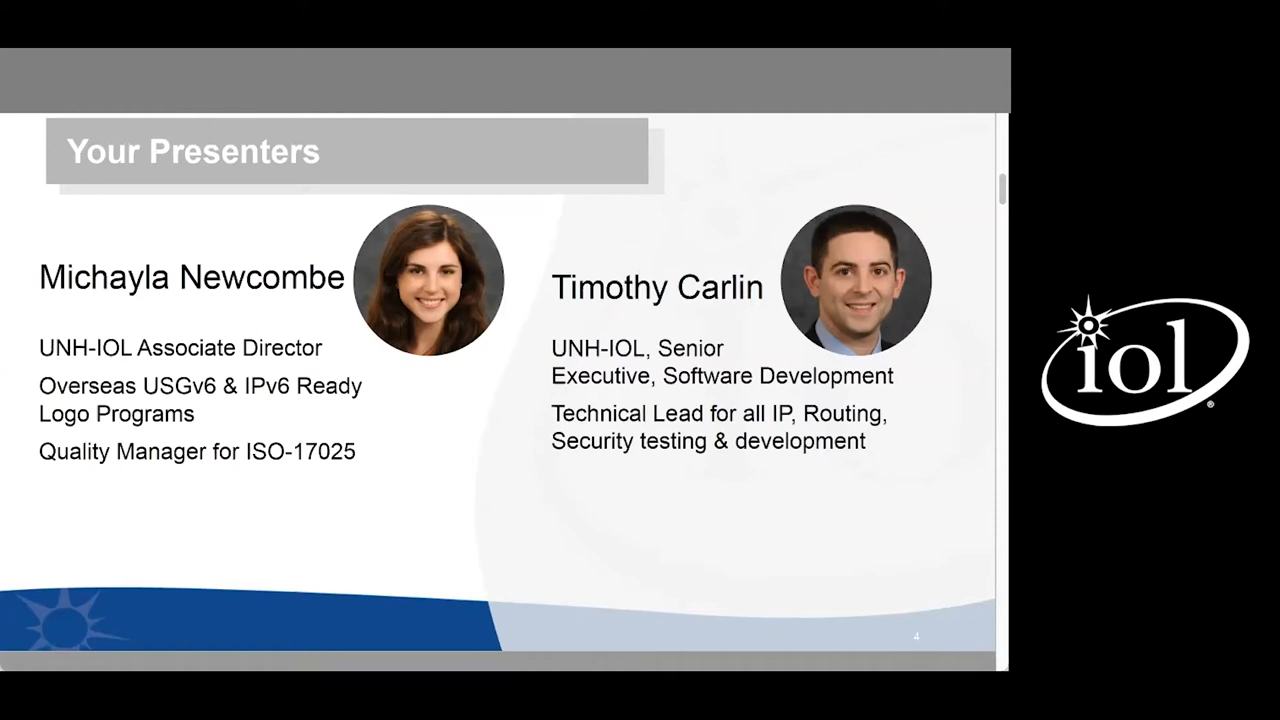 Your Presenters
Michayla Newcombe
UNH-IOL Associate Director
Overseas USGv6 & IPv6 Ready
Logo Programs
Quality Manager for ISO-17025
Timothy Carlin
UNH-IOL, Senior
Executive, Software Development
Technical Lead for all IP, Routing,
Security testing & development
4
iol
®